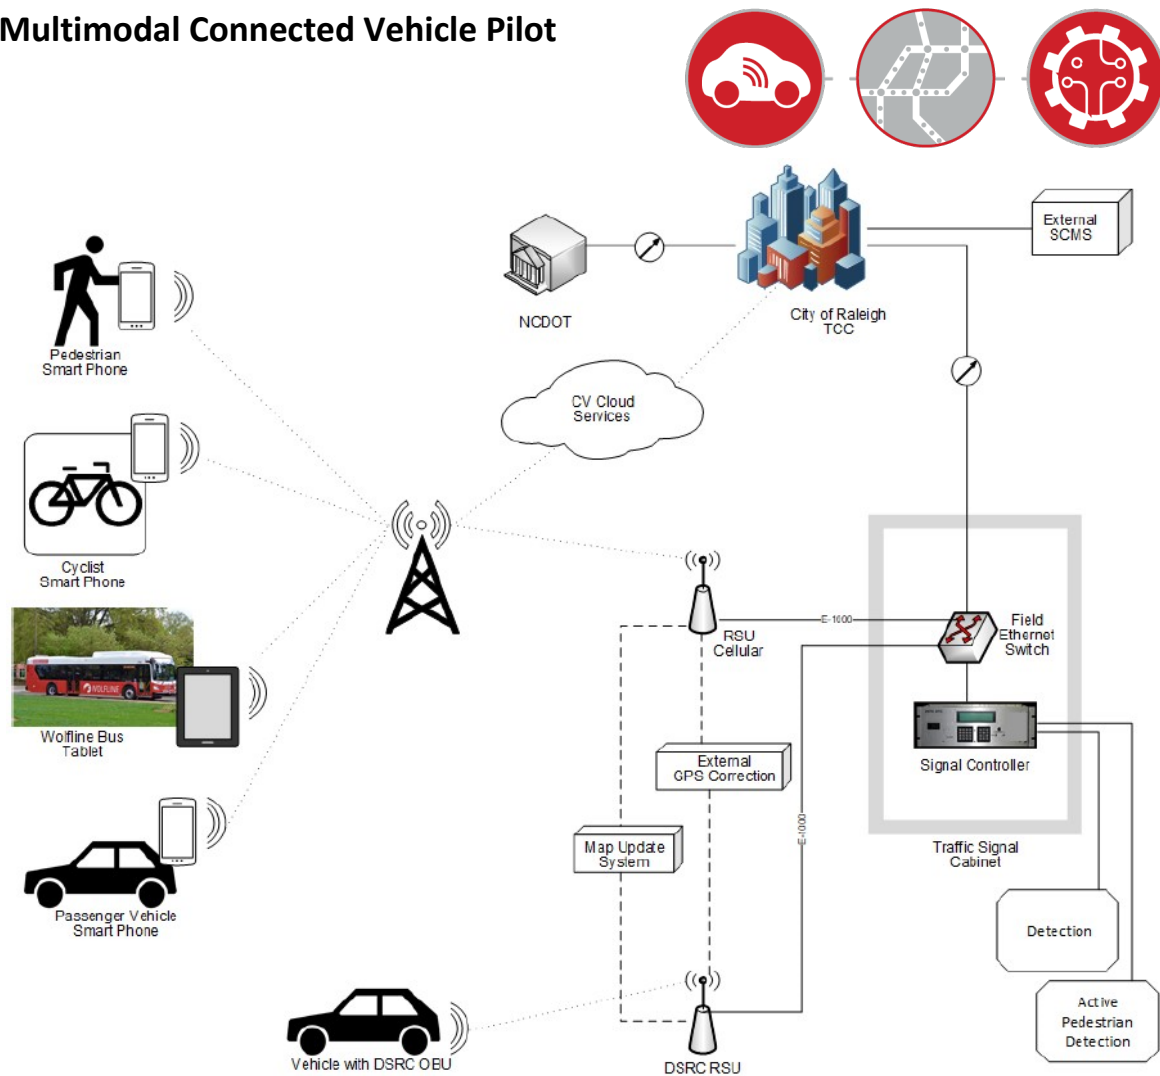 Multimodal Connected Vehicle Pilot
External
SCMS
NCDOT
City of Raleigh
TCC
Pedestrian
Smart Phone
CV Cloud
Services
Cyclist
Smart Phone
E-1000
RSU
Cellular
Field
Ethernet
Switch
WOLFLINE
Wolfline Bus
Tablet
External
GPS Correction
Signal Controller
E-1000
Map Update
System
Traffic Signal
Cabinet
Passenger Vehicle
Smart Phone
Detection
Active
Pedestrian
Detection
Vehicle with DSRC OBU
DSRC RSU